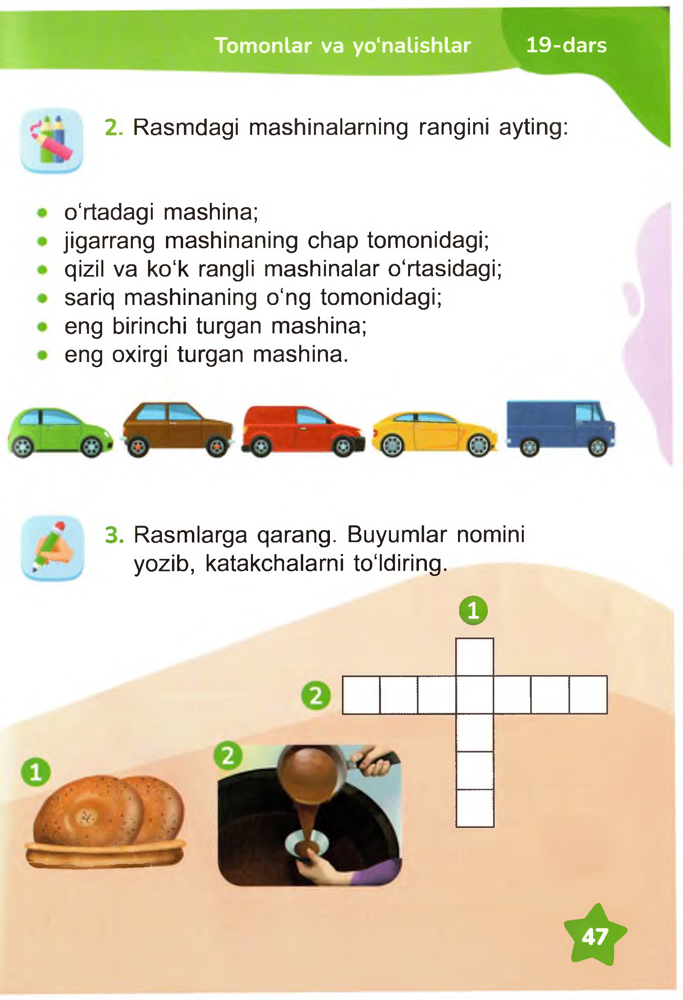 Tomonlar va yo‘nalishlar 19-dars
2. Rasmdagi mashinalarning rangini ayting:
• o‘rtadagi mashina;
• jigarrang mashinaning chap tomonidagi;
• qizil va ko‘k rangli mashinalar o‘rtasidagi;
• sariq mashinaning o‘ng tomonidagi;
• eng birinchi turgan mashina;
• eng oxirgi turgan mashina.
3. Rasmlarga qarang. Buyumlar nomini
yozib, katakchalarni to‘ldiring.
1
2
2
1
47